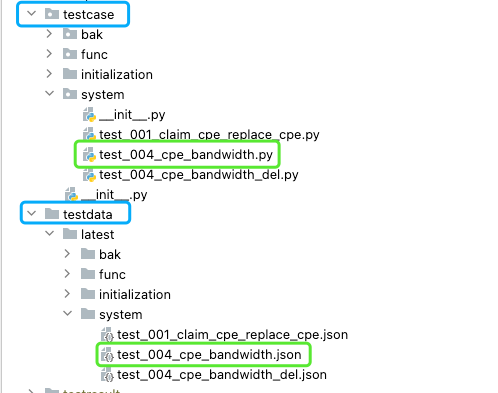 testcase
bak
func
initialization
system
__init__.py
test_001_claim_cpe_replace_cpe.py
test_004_cpe_bandwidth.py
test_004_cpe_bandwidth_del.py
__init__.py
testdata
latest
bak
func
initialization
system
test_001_claim_cpe_replace_cpe.json
test_004_cpe_bandwidth.json
test_004_cpe_bandwidth_del.json
testresult